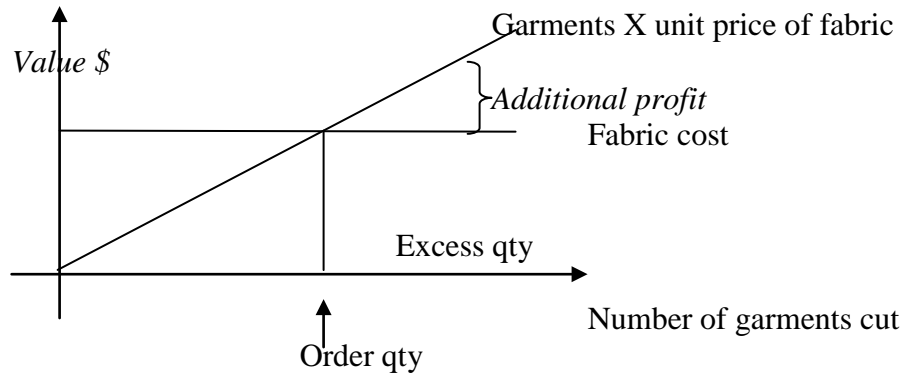 Garments X unit price of fabric
Value $
Additional profit
Fabric cost
Excess qty
Number of garments cut
Order qty